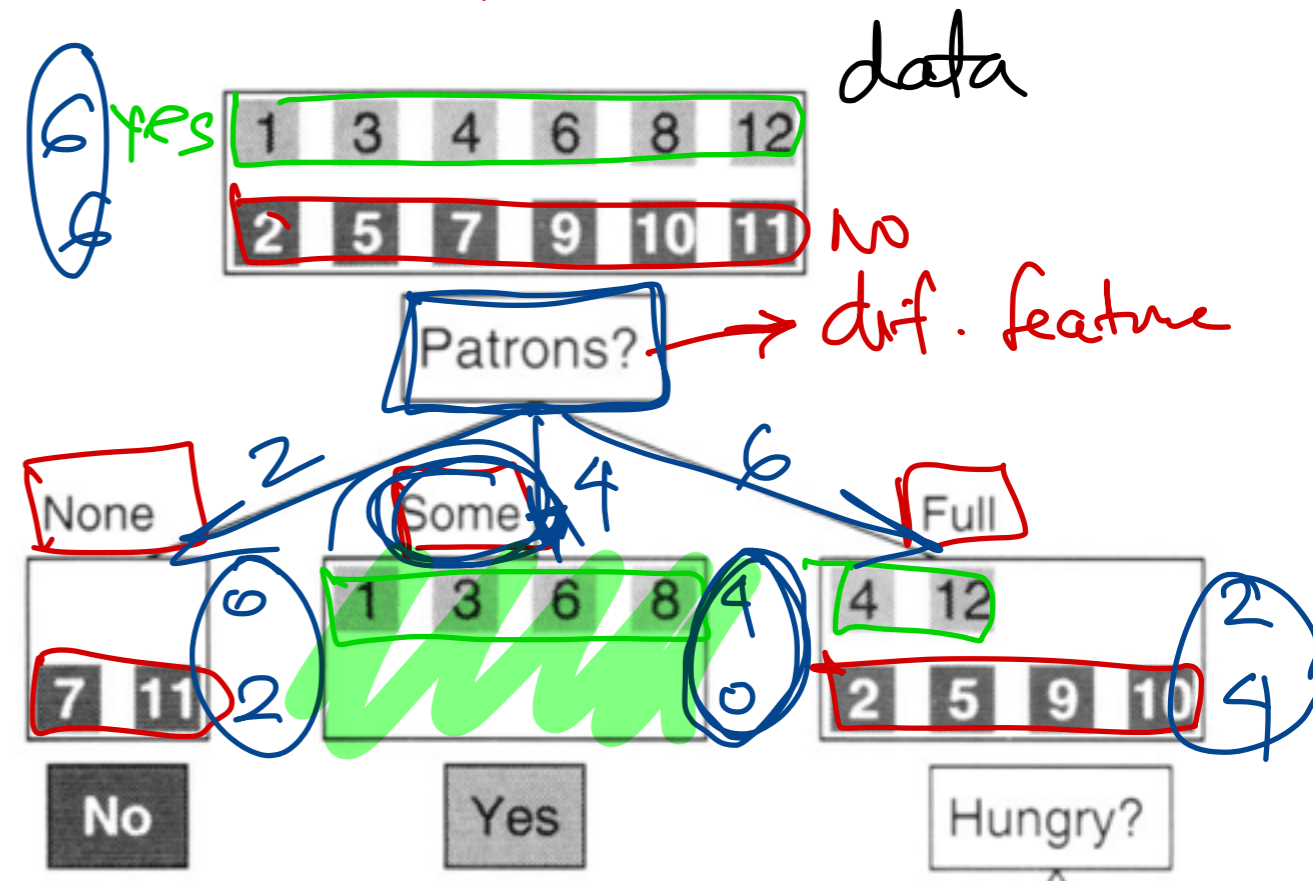 data
6 yes 1 3 4 6 8 12
6 2 5 7 9 10 11 No
Patrons? dif. feature
2 4 6
None Some Full
0 1 3 6 8 4 4 12 2
7 11 2 0 2 5 9 10 4
No Yes Hungry?